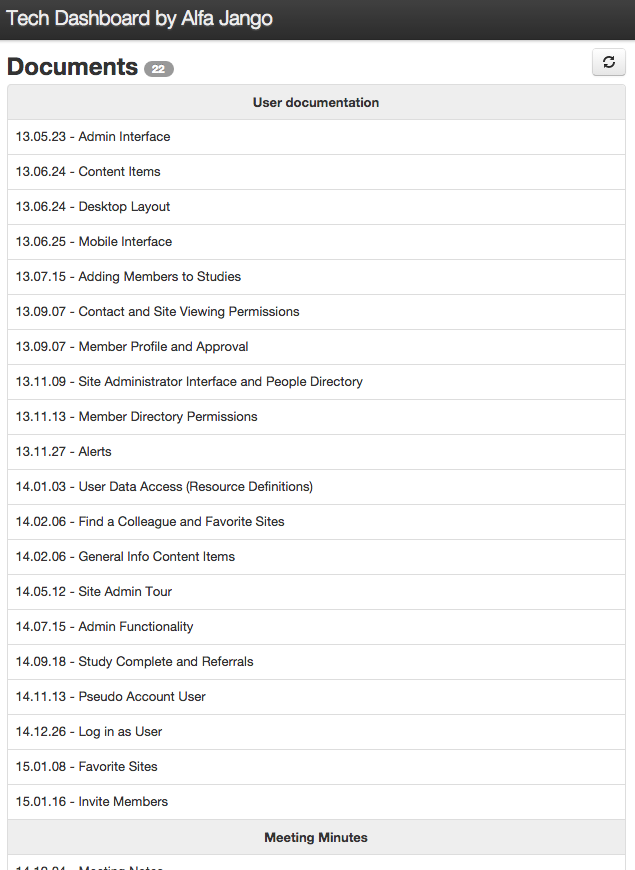 Tech Dashboard by Alfa Jango
Documents 22
User documentation
13.05.23 - Admin Interface
13.06.24 - Content Items
13.06.24 - Desktop Layout
13.06.25 - Mobile Interface
13.07.15 - Adding Members to Studies
13.09.07 - Contact and Site Viewing Permissions
13.09.07 - Member Profile and Approval
13.11.09 - Site Administrator Interface and People Directory
13.11.13 - Member Directory Permissions
13.11.27 - Alerts
14.01.03 - User Data Access (Resource Definitions)
14.02.06 - Find a Colleague and Favorite Sites
14.02.06 - General Info Content Items
14.05.12 - Site Admin Tour
14.07.15 - Admin Functionality
14.09.18 - Study Complete and Referrals
14.11.13 - Pseudo Account User
14.12.26 - Log in as User
15.01.08 - Favorite Sites
15.01.16 - Invite Members
Meeting Minutes
- Meeting Notes